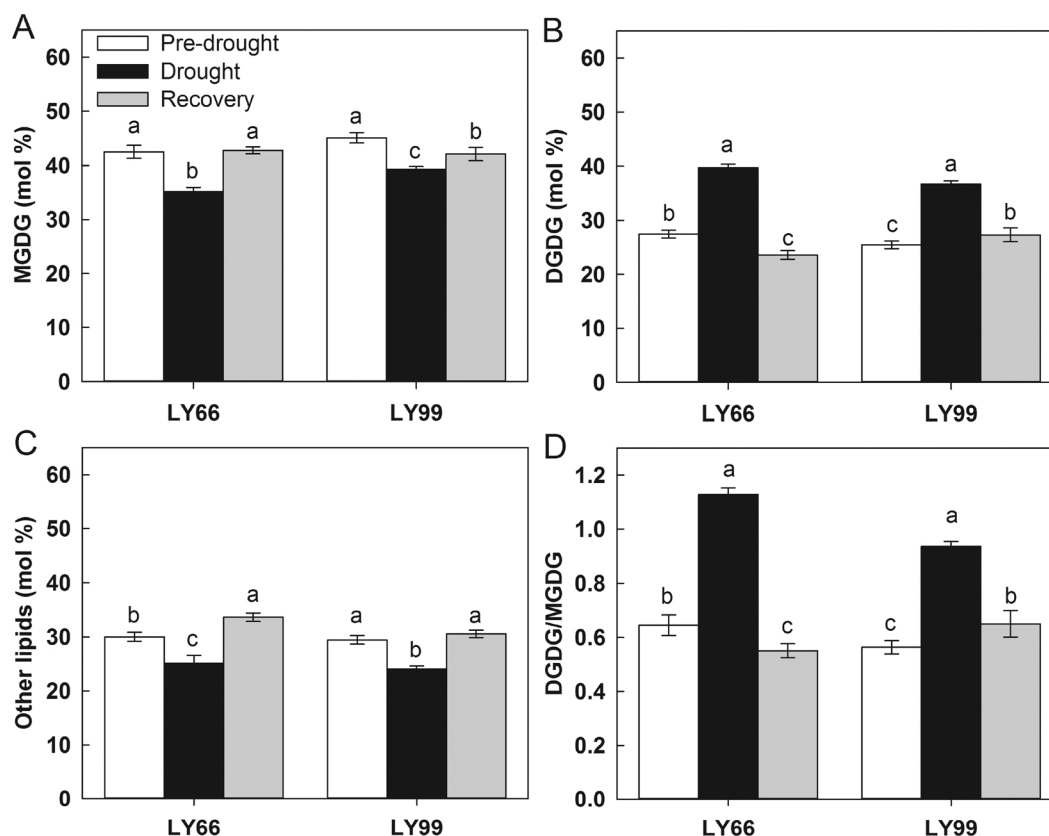 A
MGDG (mol %)
60
50
40
30
20
10
0
Pre-drought
Drought
Recovery
a
b
a
a
c
b
LY66
LY99
B
DGDG (mol %)
60
50
40
30
20
10
0
b
a
c
c
a
b
LY66
LY99
C
Other lipids (mol %)
60
50
40
30
20
10
0
b
c
a
a
b
a
LY66
LY99
D
DGDG/MGDG
1.2
1.0
0.8
0.6
0.4
0.2
0.0
b
a
c
c
a
b
LY66
LY99